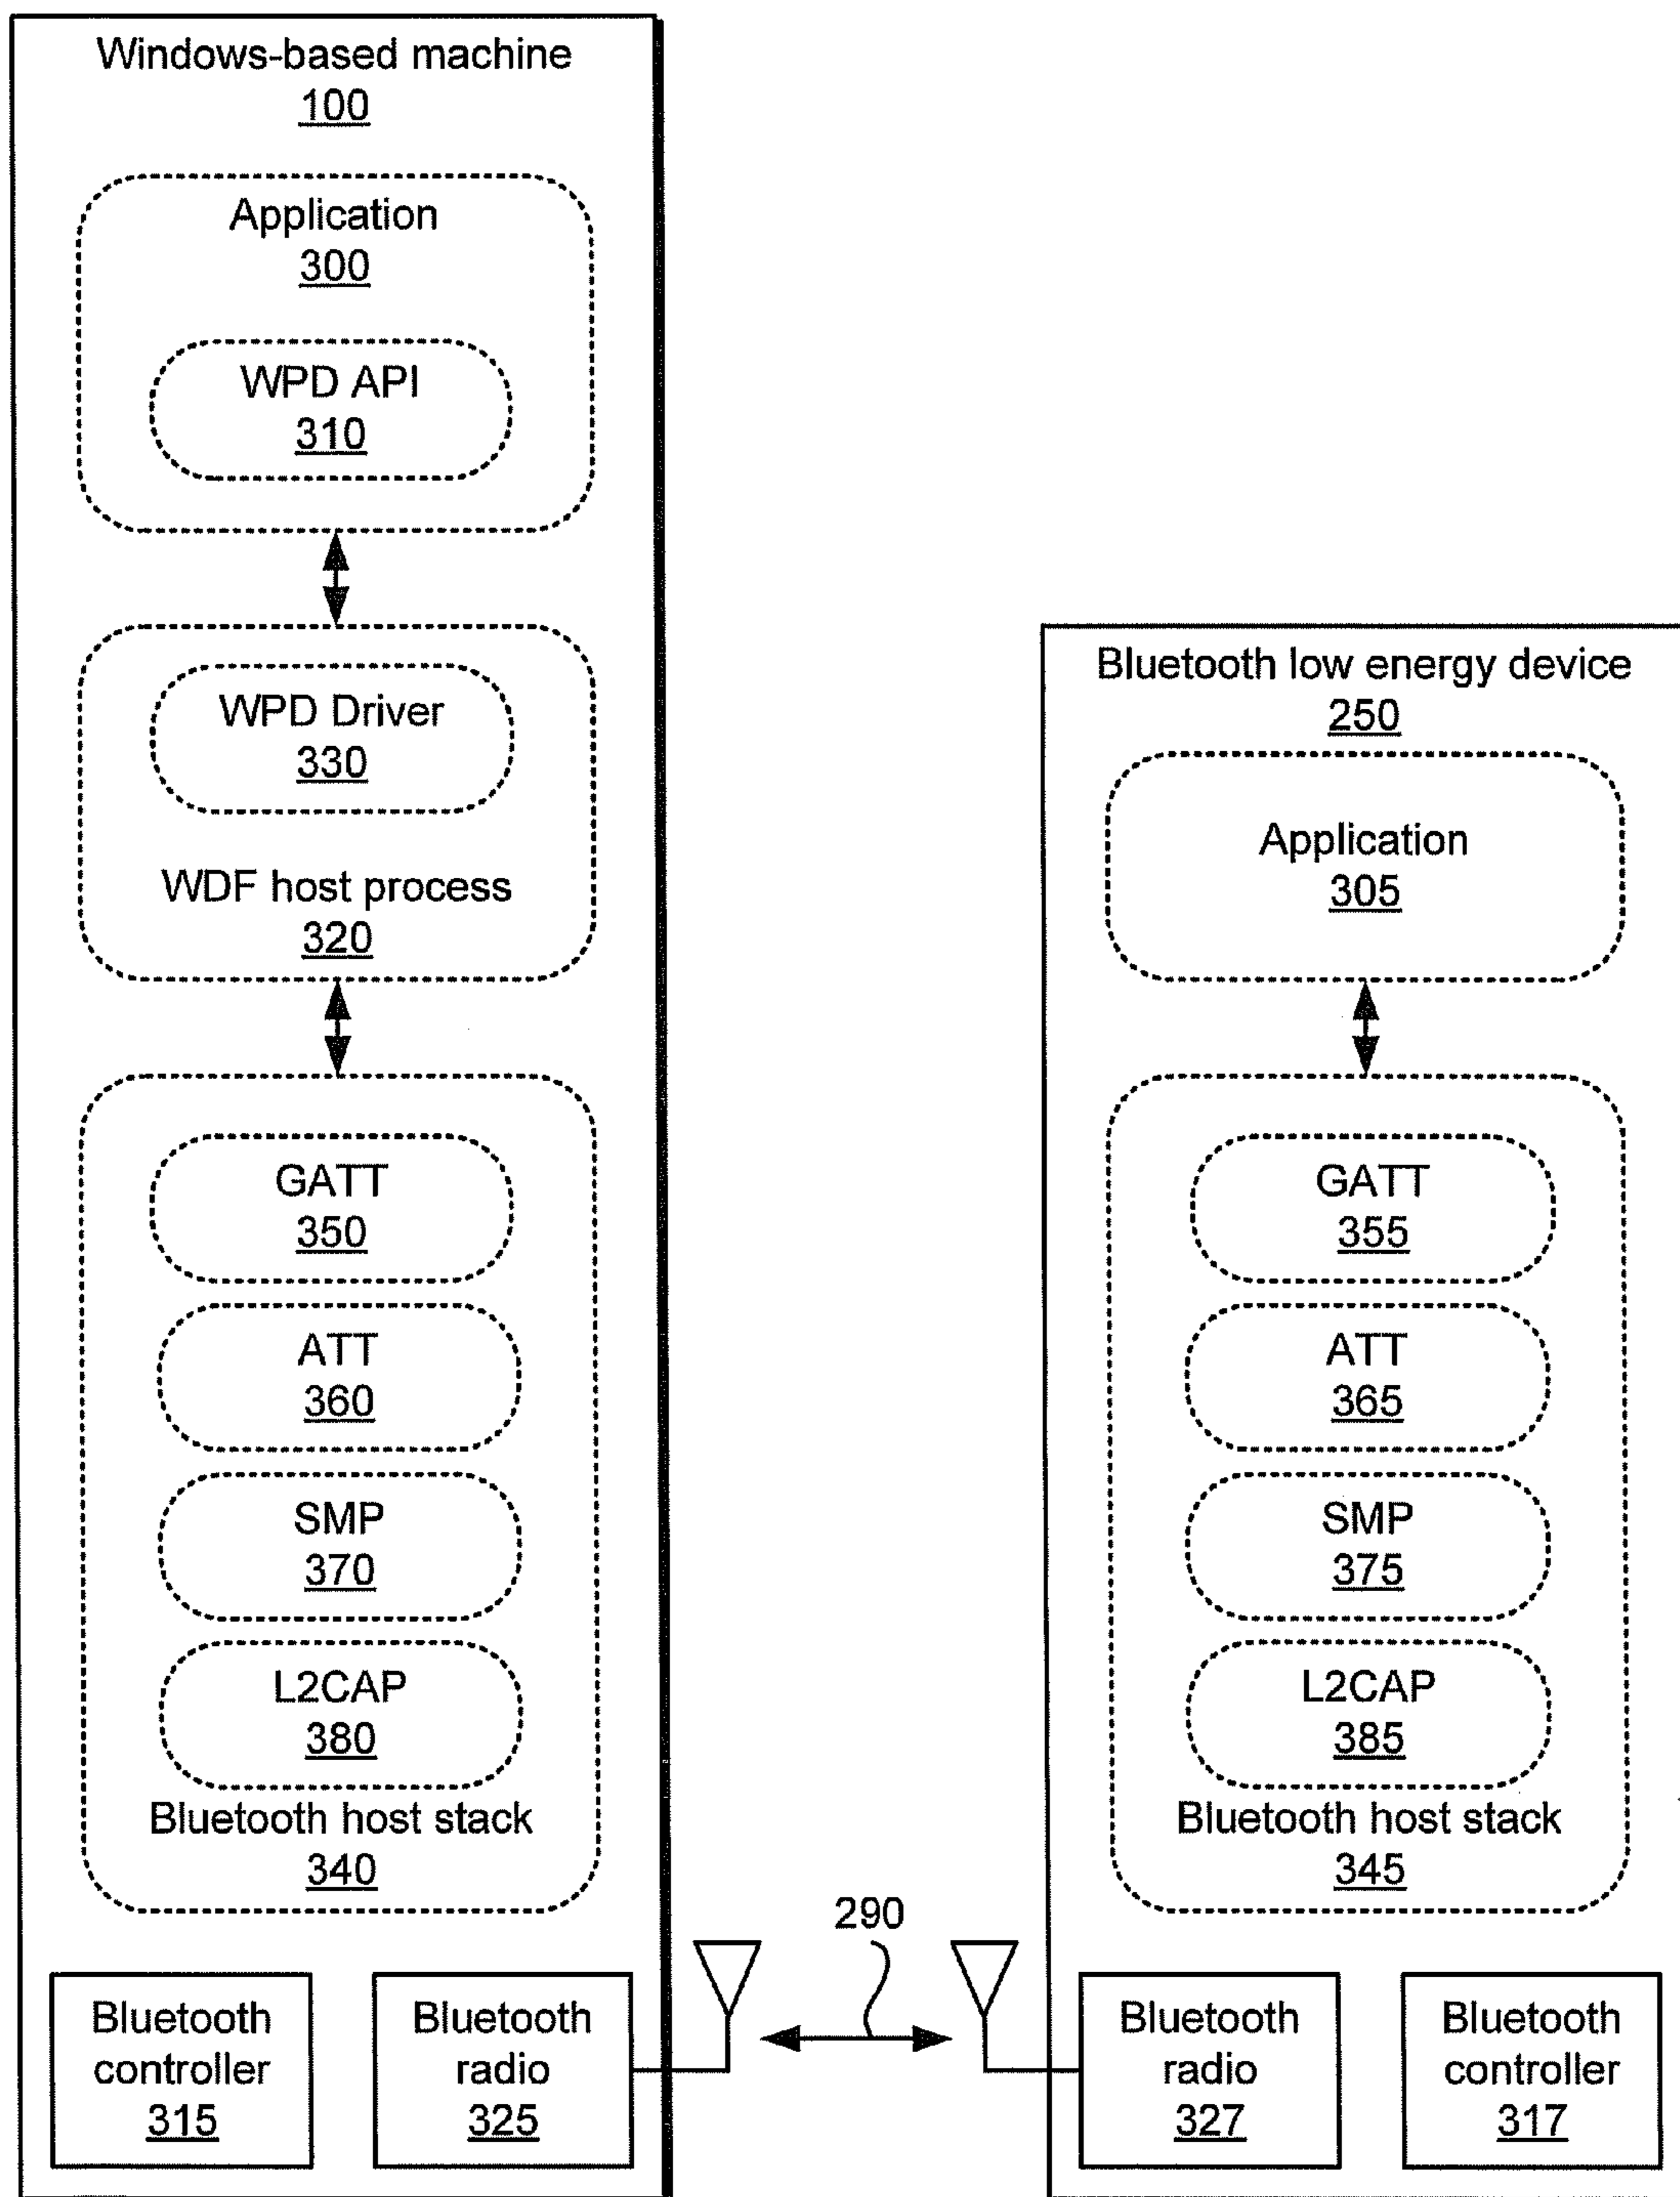 Windows-based machine
100
Application
300
WPD API
310
WPD Driver
330
WDF host process
320
GATT
350
ATT
360
SMP
370
L2CAP
380
Bluetooth host stack
340
Bluetooth
controller
315
Bluetooth
radio
325
290
Bluetooth low energy device
250
Application
305
GATT
355
ATT
365
SMP
375
L2CAP
385
Bluetooth host stack
345
Bluetooth
radio
327
Bluetooth
controller
317